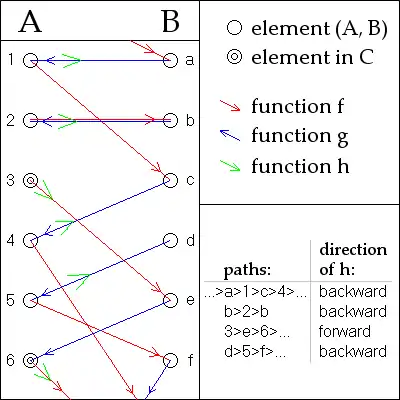 A B
1 a
2 b
3 c
4 d
5 e
6 f
element (A, B)
element in C
function f
function g
function h
paths: direction of h:
...>a>1>c>4>... backward
b>2>b backward
3>e>6>... forward
d>5>f>... backward